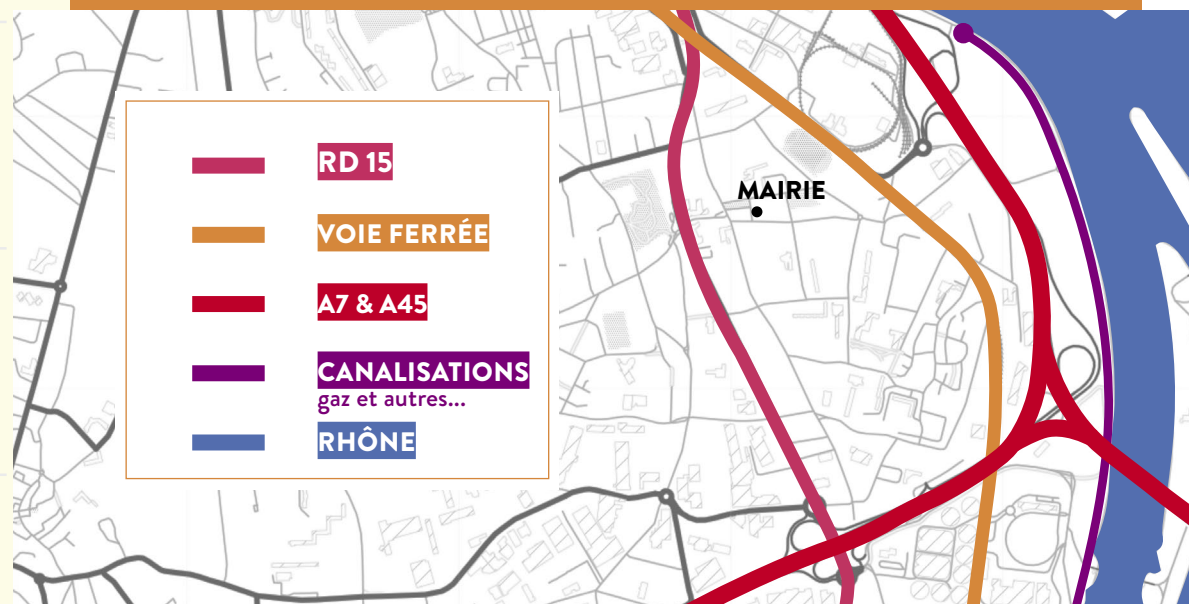 MAIRIE
RD 15
VOIE FERRÉE
A7 & A45
CANALISATIONS
gaz et autres...
RHÔNE